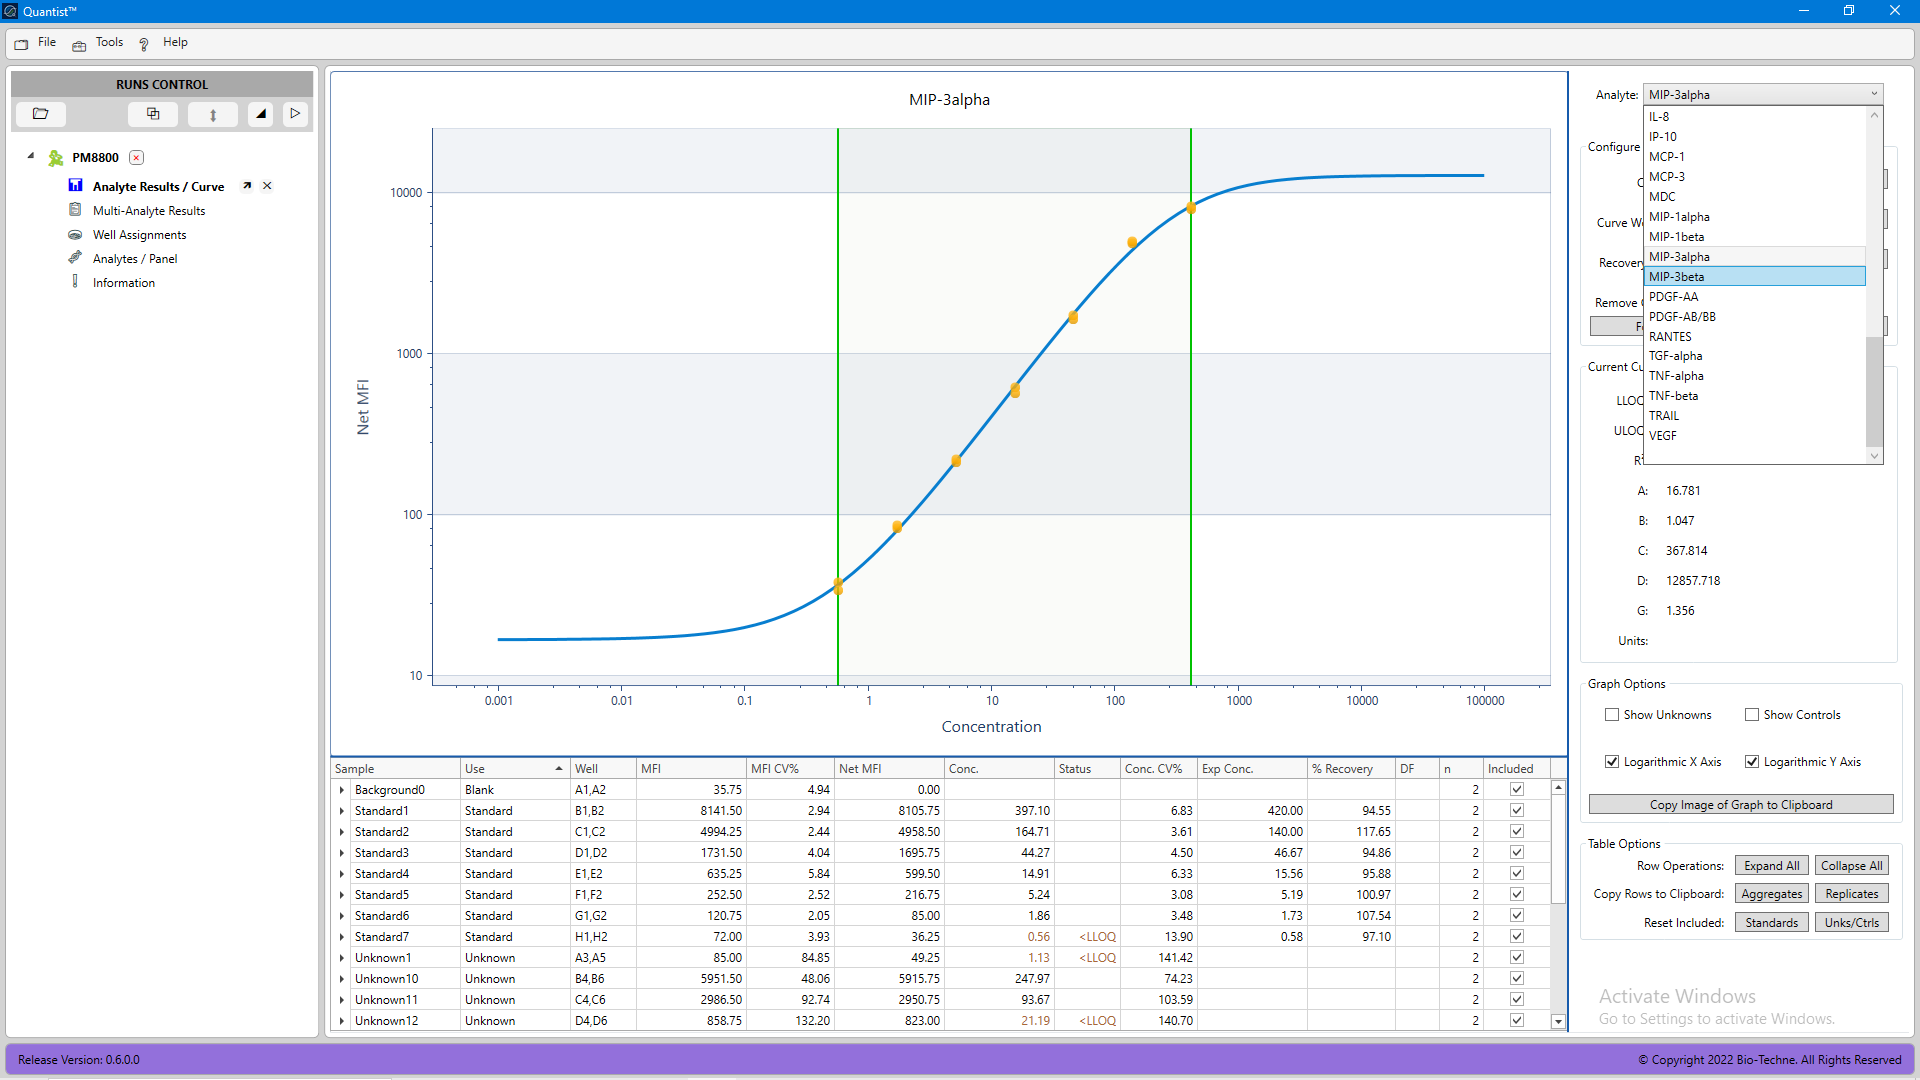 Quantist™
File Tools ? Help
RUNS CONTROL
PM8800
Analyte Results / Curve
Multi-Analyte Results
Well Assignments
Analytes / Panel
Information
MIP-3alpha
Net MFI
10000
1000
100
10
0.001 0.01 0.1 1 10 100 1000 10000 100000
Concentration
Sample Use Well MFI MFI CV% Net MFI Conc. Status Conc. CV% Exp Conc. % Recovery DF n Included
Background0 Blank A1,A2 35.75 4.94 0.00 2
Standard1 Standard B1,B2 8141.50 2.94 8105.75 397.10 6.83 420.00 94.55 2
Standard2 Standard C1,C2 4994.25 2.44 4958.50 164.71 3.61 140.00 117.65 2
Standard3 Standard D1,D2 1731.50 4.04 1695.75 44.27 4.50 46.67 94.86 2
Standard4 Standard E1,E2 635.25 5.84 599.50 14.91 6.33 15.56 95.88 2
Standard5 Standard F1,F2 252.50 2.52 216.75 5.24 3.08 5.19 100.97 2
Standard6 Standard G1,G2 120.75 2.05 85.00 1.86 3.48 1.73 107.54 2
Standard7 Standard H1,H2 72.00 3.93 36.25 0.56 <LLOQ 13.90 0.58 97.10 2
Unknown1 Unknown A3,A5 85.00 84.85 49.25 1.13 <LLOQ 141.42 2
Unknown10 Unknown B4,B6 5951.50 48.06 5915.75 247.97 74.23 2
Unknown11 Unknown C4,C6 2986.50 92.74 2950.75 93.67 103.59 2
Unknown12 Unknown D4,D6 858.75 132.20 823.00 21.19 <LLOQ 140.70 2
Analyte: MIP-3alpha
IL-8
IP-10
MCP-1
MCP-3
MDC
MIP-1alpha
MIP-1beta
MIP-3alpha
MIP-3beta
PDGF-AA
PDGF-AB/BB
RANTES
TGF-alpha
TNF-alpha
TNF-beta
TRAIL
VEGF
Configure
Curve
Recovery
Remove
Current
LLOQ
ULOQ
A: 16.781
B: 1.047
C: 367.814
D: 12857.718
G: 1.356
Units:
Graph Options
Show Unknowns Show Controls
Logarithmic X Axis Logarithmic Y Axis
Copy Image of Graph to Clipboard
Table Options
Row Operations: Expand All Collapse All
Copy Rows to Clipboard: Aggregates Replicates
Reset Included: Standards Unks/Ctrls
Activate Windows
Go to Settings to activate Windows.
Release Version: 0.6.0.0 © Copyright 2022 Bio-Techne. All Rights Reserved